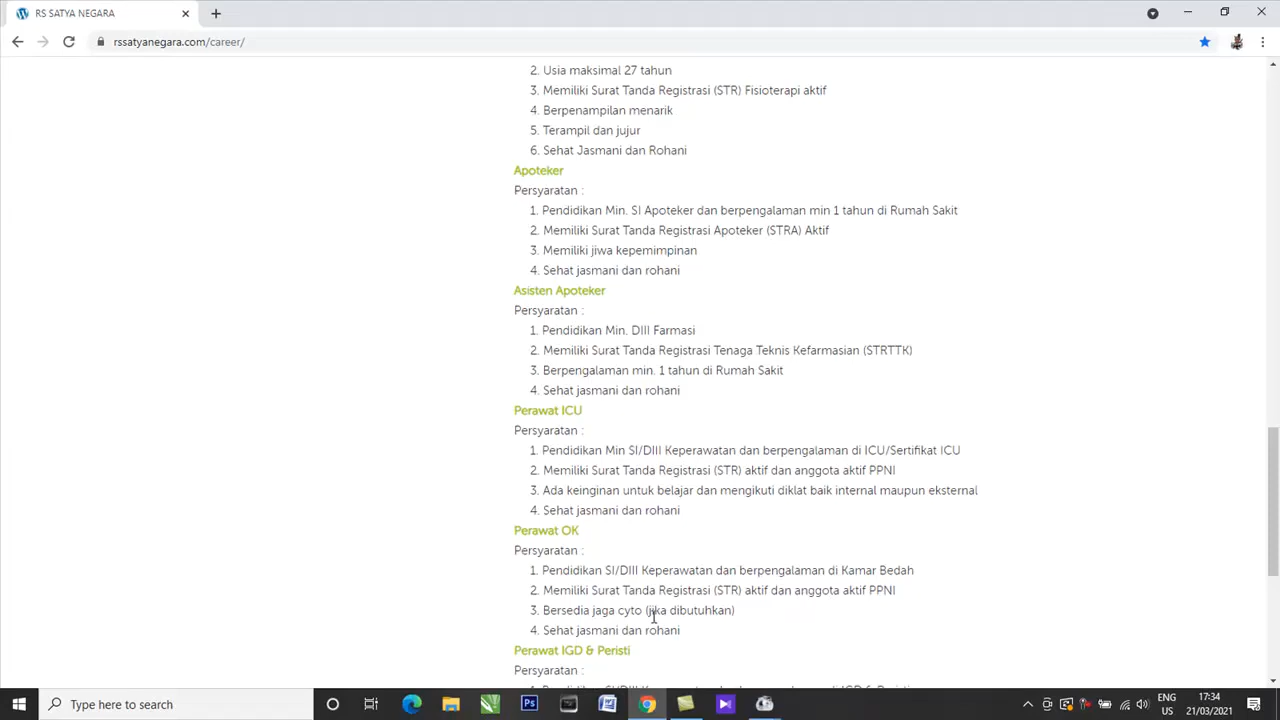 RS SATYA NEGARA
rssatyanegara.com/career/
2. Usia maksimal 27 tahun
3. Memiliki Surat Tanda Registrasi (STR) Fisioterapi aktif
4. Berpenampilan menarik
5. Terampil dan jujur
6. Sehat Jasmani dan Rohani
Apoteker
Persyaratan :
1. Pendidikan Min. SI Apoteker dan berpengalaman min 1 tahun di Rumah Sakit
2. Memiliki Surat Tanda Registrasi Apoteker (STRA) Aktif
3. Memiliki jiwa kepemimpinan
4. Sehat jasmani dan rohani
Asisten Apoteker
Persyaratan :
1. Pendidikan Min. DIII Farmasi
2. Memiliki Surat Tanda Registrasi Tenaga Teknis Kefarmasian (STRTTK)
3. Berpengalaman min. 1 tahun di Rumah Sakit
4. Sehat jasmani dan rohani
Perawat ICU
Persyaratan :
1. Pendidikan Min SI/DIII Keperawatan dan berpengalaman di ICU/Sertifikat ICU
2. Memiliki Surat Tanda Registrasi (STR) aktif dan anggota aktif PPNI
3. Ada keinginan untuk belajar dan mengikuti diklat baik internal maupun eksternal
4. Sehat jasmani dan rohani
Perawat OK
Persyaratan :
1. Pendidikan SI/DIII Keperawatan dan berpengalaman di Kamar Bedah
2. Memiliki Surat Tanda Registrasi (STR) aktif dan anggota aktif PPNI
3. Bersedia jaga cyto (jika dibutuhkan)
4. Sehat jasmani dan rohani
Perawat IGD & Peristi
Persyaratan :
Type here to search
Ps
ENG
US
17:34
21/03/2021